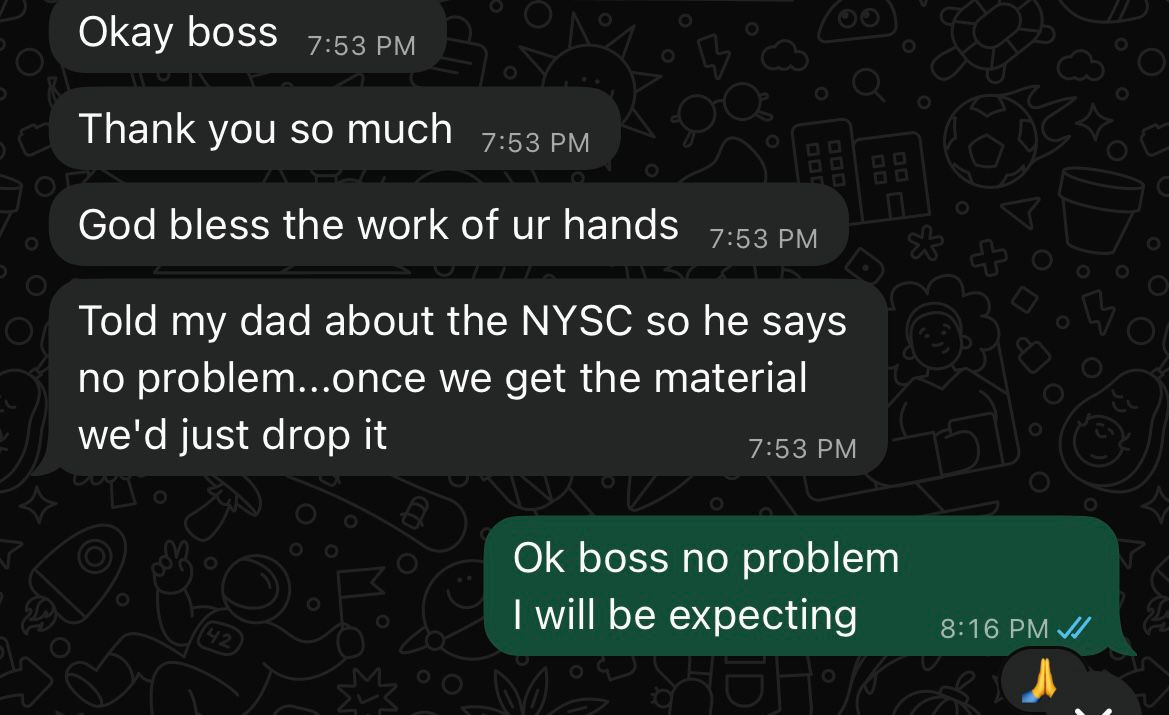 Okay boss 7:53 PM
Thank you so much 7:53 PM
God bless the work of ur hands 7:53 PM
Told my dad about the NYSC so he says
no problem...once we get the material
we'd just drop it 7:53 PM
Ok boss no problem
I will be expecting 8:16 PM
42